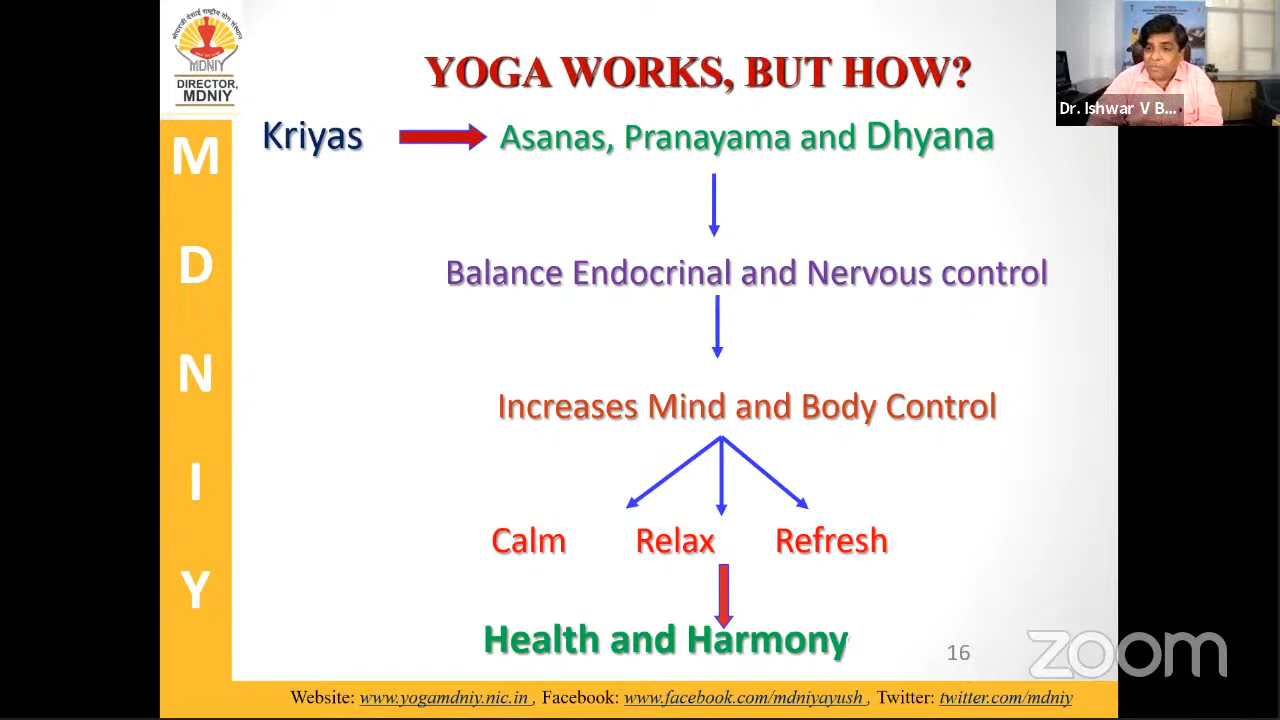 MDNIY
DIRECTOR,
MDNIY
YOGA WORKS, BUT HOW?
Dr. Ishwar V B...
Kriyas
Asanas, Pranayama and Dhyana
Balance Endocrinal and Nervous control
Increases Mind and Body Control
Calm Relax Refresh
Health and Harmony
M
D
N
I
Y
16
zoom
Website: www.yogamdniy.nic.in , Facebook: www.facebook.com/mdniyayush , Twitter: twitter.com/mdniy